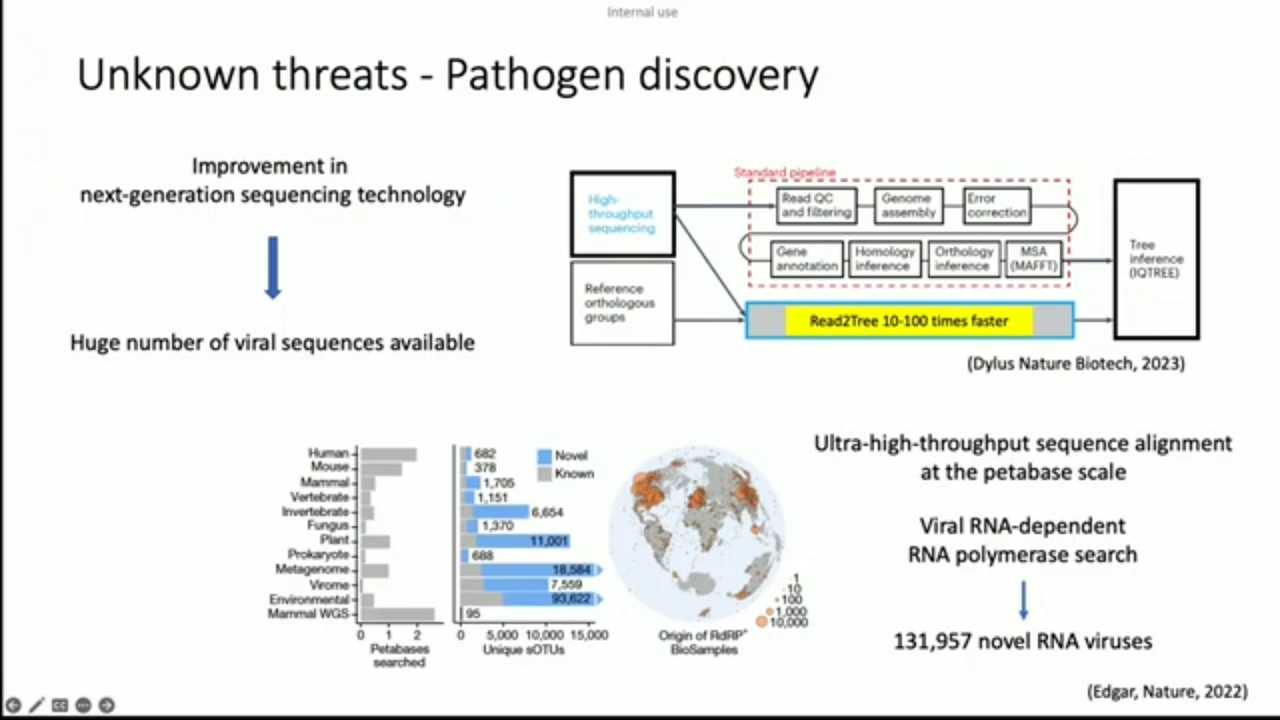 Internal use
Unknown threats - Pathogen discovery
Improvement in
next-generation sequencing technology
Huge number of viral sequences available
High-
throughput
sequencing
Reference
orthologous
groups
Standard pipeline
Read QC
and filtering
Genome
assembly
Error
correction
Gene
annotation
Homology
inference
Orthology
inference
MSA
(MAFFT)
Read2Tree 10-100 times faster
Tree
inference
(IQTREE)
(Dylus Nature Biotech, 2023)
Human
Mouse
Mammal
Vertebrate
Invertebrate
Fungus
Plant
Prokaryote
Metagenome
Virome
Environmental
Mammal WGS
0 1 2
Petabases
searched
682
378
1,705
1,151
6,654
1,370
11,001
688
18,584
7,559
93,622
95
Novel
Known
0 5,000 10,000 15,000
Unique sOTUs
1
10
100
1,000
10,000
Origin of RdRP+
BioSamples
Ultra-high-throughput sequence alignment
at the petabase scale
Viral RNA-dependent
RNA polymerase search
131,957 novel RNA viruses
(Edgar, Nature, 2022)